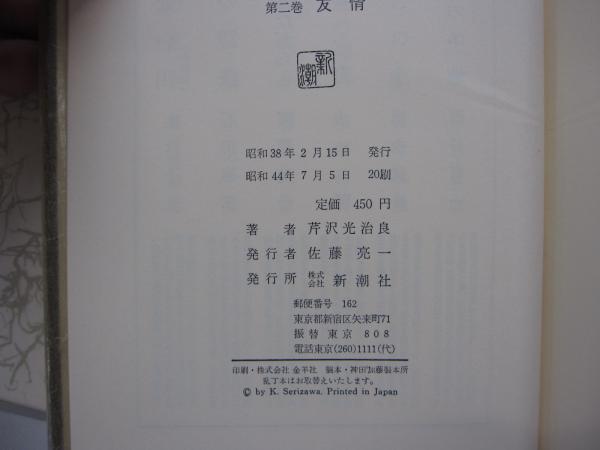 第二巻 友情
新潮
昭和38年2月15日 発行
昭和44年7月5日 20刷
定価 450円
著者 芹沢光治良
発行者 佐藤亮一
発行所 株式会社 新潮社
郵便番号 162
東京都新宿区矢来町71
振替 東京 808
電話東京(260)1111(代)
印刷・株式会社 金羊社 製本・神田加藤製本所
乱丁本はお取替えいたします。
© by K. Serizawa. Printed in Japan